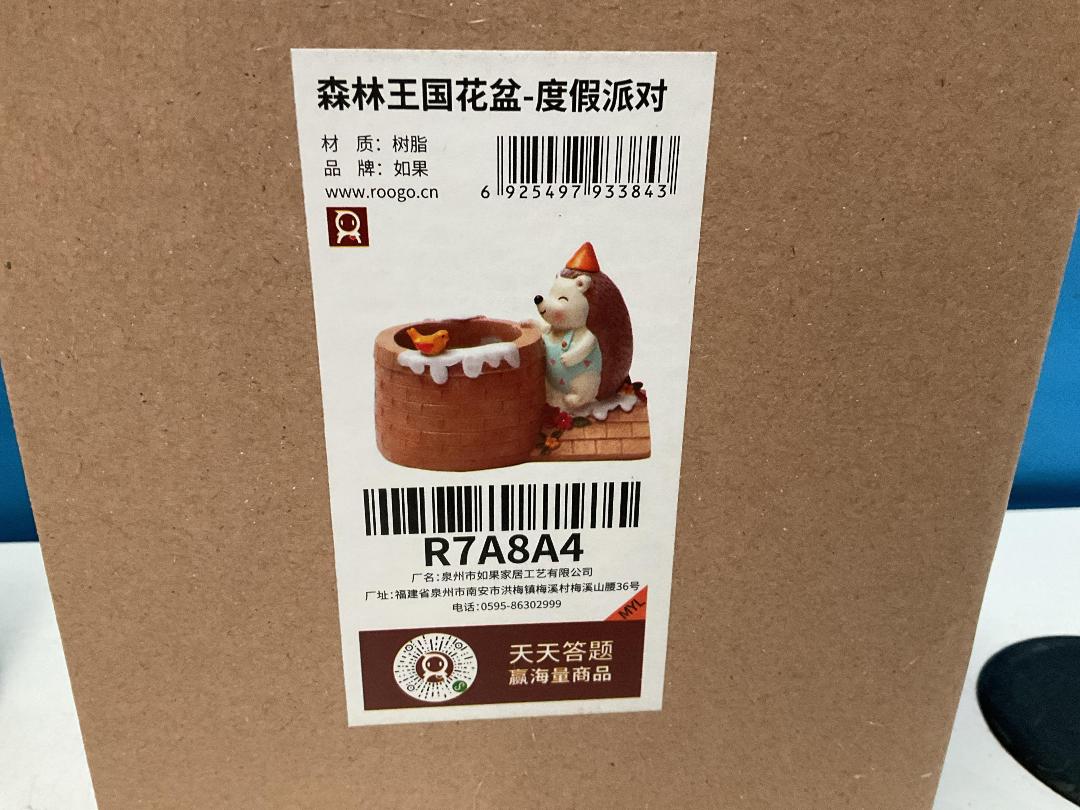 森林王国花盆-度假派对
材 质：树脂
品 牌：如果
www.roogo.cn
6 925497 933843
R7A8A4
厂名：泉州市如果家居工艺有限公司
厂址：福建省泉州市南安市洪梅镇梅溪村梅溪山腰36号
电话：0595-86302999
MYL
天天答题
赢海量商品